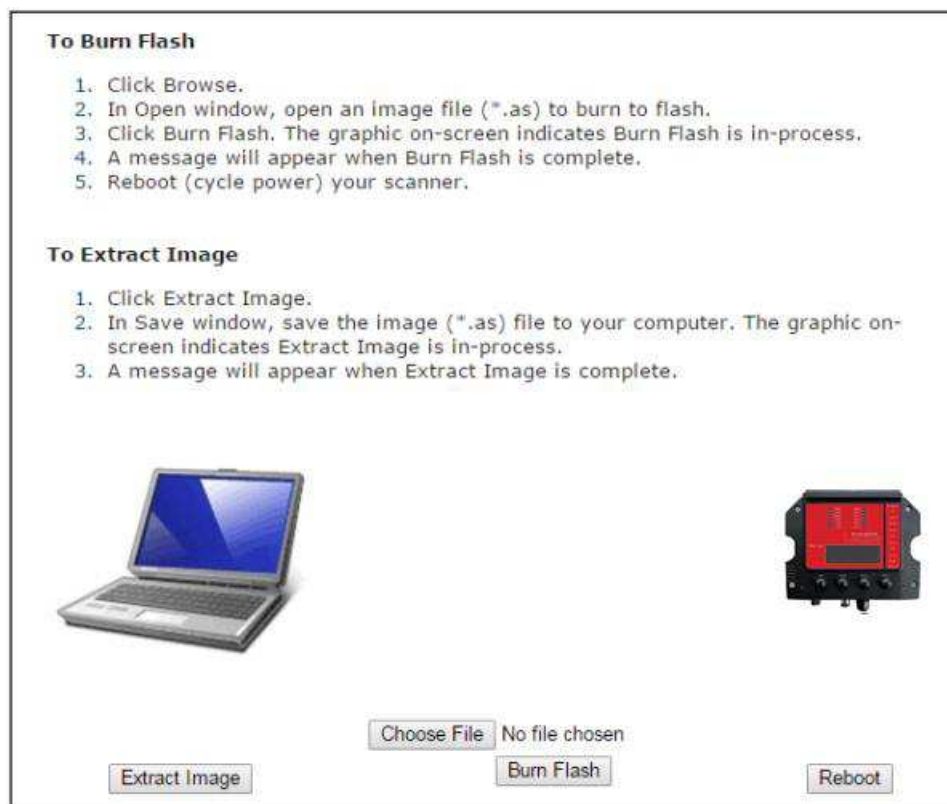 To Burn Flash
1. Click Browse.
2. In Open window, open an image file (*.as) to burn to flash.
3. Click Burn Flash. The graphic on-screen indicates Burn Flash is in-process.
4. A message will appear when Burn Flash is complete.
5. Reboot (cycle power) your scanner.
To Extract Image
1. Click Extract Image.
2. In Save window, save the image (*.as) file to your computer. The graphic on-
screen indicates Extract Image is in-process.
3. A message will appear when Extract Image is complete.
Choose File No file chosen
Burn Flash
Extract Image
Reboot